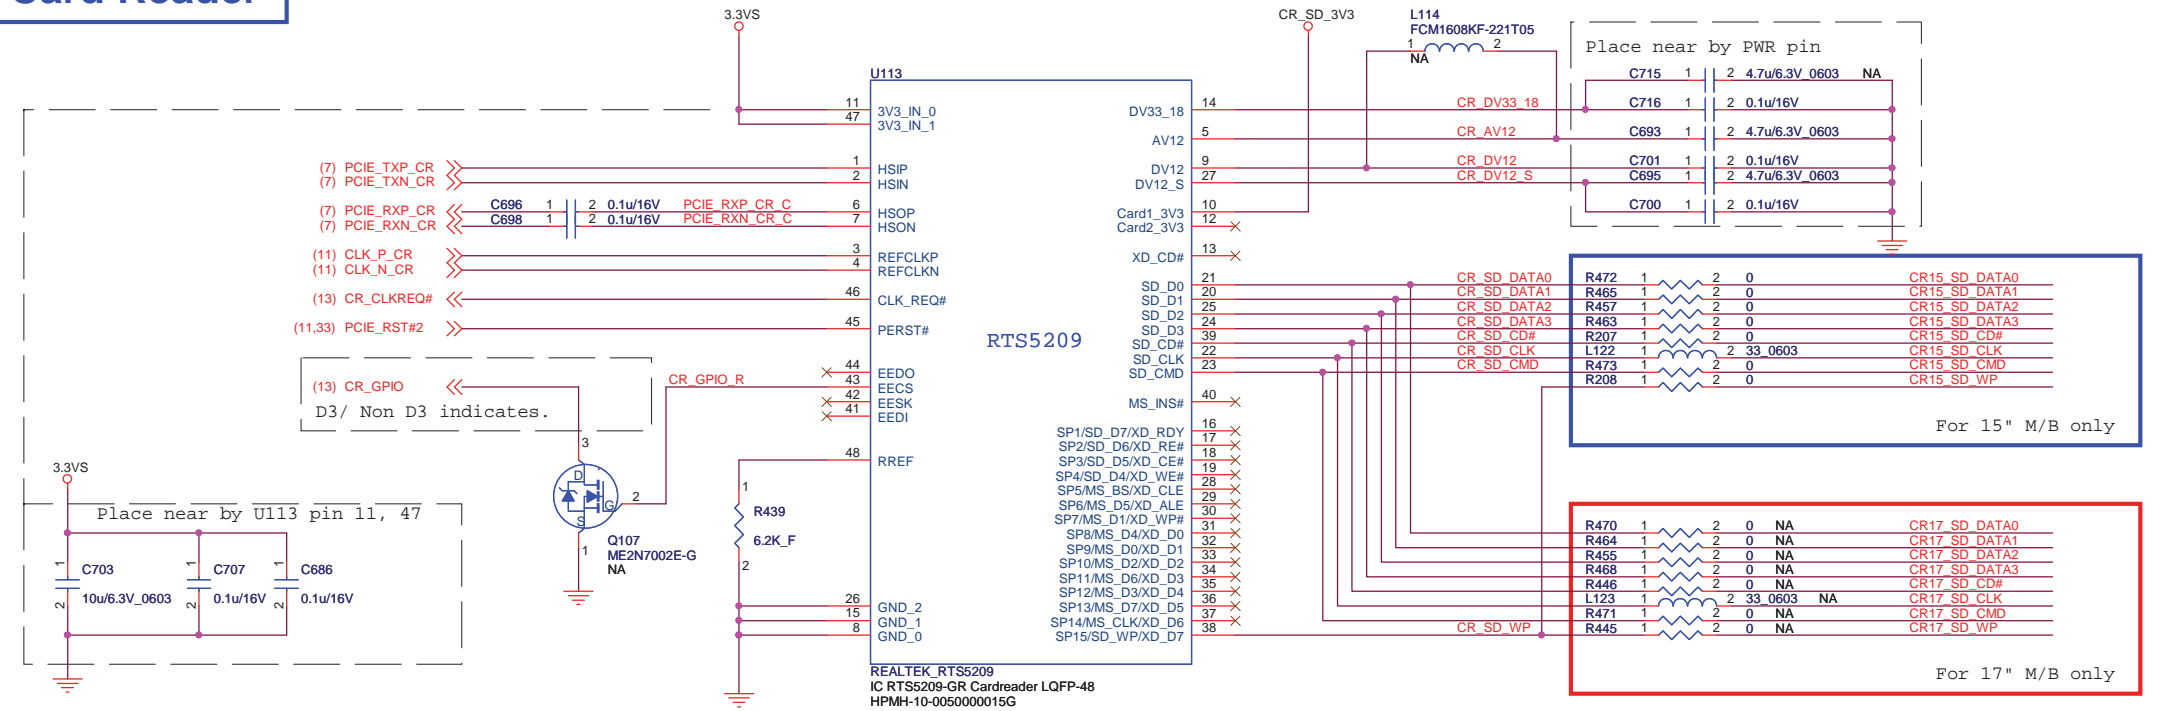 Card Reader
3.3VS
CR_SD_3V3
L114
FCM1608KF-221T05
1 2
NA
Place near by PWR pin
C715 1 2 4.7u/6.3V_0603 NA
C716 1 2 0.1u/16V
C693 1 2 4.7u/6.3V_0603
C701 1 2 0.1u/16V
C695 1 2 4.7u/6.3V_0603
C700 1 2 0.1u/16V
U113
11 3V3_IN_0
47 3V3_IN_1
(7) PCIE_TXP_CR 1 HSIP
(7) PCIE_TXN_CR 2 HSIN
(7) PCIE_RXP_CR C696 1 2 0.1u/16V PCIE_RXP_CR_C 6 HSOP
(7) PCIE_RXN_CR C698 1 2 0.1u/16V PCIE_RXN_CR_C 7 HSON
(11) CLK_P_CR 3 REFCLKP
(11) CLK_N_CR 4 REFCLKN
(13) CR_CLKREQ# 46 CLK_REQ#
(11,33) PCIE_RST#2 45 PERST#
44 EEDO
(13) CR_GPIO CR_GPIO_R 43 EECS
42 EESK
41 EEDI
D3/ Non D3 indicates.
48 RREF
RTS5209
26 GND_2
15 GND_1
8 GND_0
DV33_18 14 CR_DV33_18
AV12 5 CR_AV12
DV12 9 CR_DV12
DV12_S 27 CR_DV12_S
Card1_3V3 10
Card2_3V3 12
XD_CD# 13
SD_D0 21 CR_SD_DATA0
SD_D1 20 CR_SD_DATA1
SD_D2 25 CR_SD_DATA2
SD_D3 24 CR_SD_DATA3
SD_CD# 39 CR_SD_CD#
SD_CLK 22 CR_SD_CLK
SD_CMD 23 CR_SD_CMD
MS_INS# 40
SP1/SD_D7/XD_RDY 16
SP2/SD_D6/XD_RE# 17
SP3/SD_D5/XD_CE# 18
SP4/SD_D4/XD_WE# 19
SP5/MS_BS/XD_CLE 28
SP6/MS_D5/XD_ALE 29
SP7/MS_D1/XD_WP# 30
SP8/MS_D4/XD_D0 31
SP9/MS_D0/XD_D1 32
SP10/MS_D2/XD_D2 33
SP11/MS_D6/XD_D3 34
SP12/MS_D3/XD_D4 35
SP13/MS_D7/XD_D5 36
SP14/MS_CLK/XD_D6 37
SP15/SD_WP/XD_D7 38 CR_SD_WP
REALTEK_RTS5209
IC RTS5209-GR Cardreader LQFP-48
HPMH-10-0050000015G
R472 1 2 0 CR15_SD_DATA0
R465 1 2 0 CR15_SD_DATA1
R457 1 2 0 CR15_SD_DATA2
R463 1 2 0 CR15_SD_DATA3
R207 1 2 0 CR15_SD_CD#
L122 1 2 33_0603 CR15_SD_CLK
R473 1 2 0 CR15_SD_CMD
R208 1 2 0 CR15_SD_WP
For 15" M/B only
R470 1 2 0 NA CR17_SD_DATA0
R464 1 2 0 NA CR17_SD_DATA1
R455 1 2 0 NA CR17_SD_DATA2
R468 1 2 0 NA CR17_SD_DATA3
R446 1 2 0 NA CR17_SD_CD#
L123 1 2 33_0603 NA CR17_SD_CLK
R471 1 2 0 NA CR17_SD_CMD
R445 1 2 0 NA CR17_SD_WP
For 17" M/B only
3
D
G 2
S
1
Q107
ME2N7002E-G
NA
1
R439
6.2K_F
2
3.3VS
Place near by U113 pin 11, 47
1 C703 1 C707 1 C686
2 10u/6.3V_0603 2 0.1u/16V 2 0.1u/16V